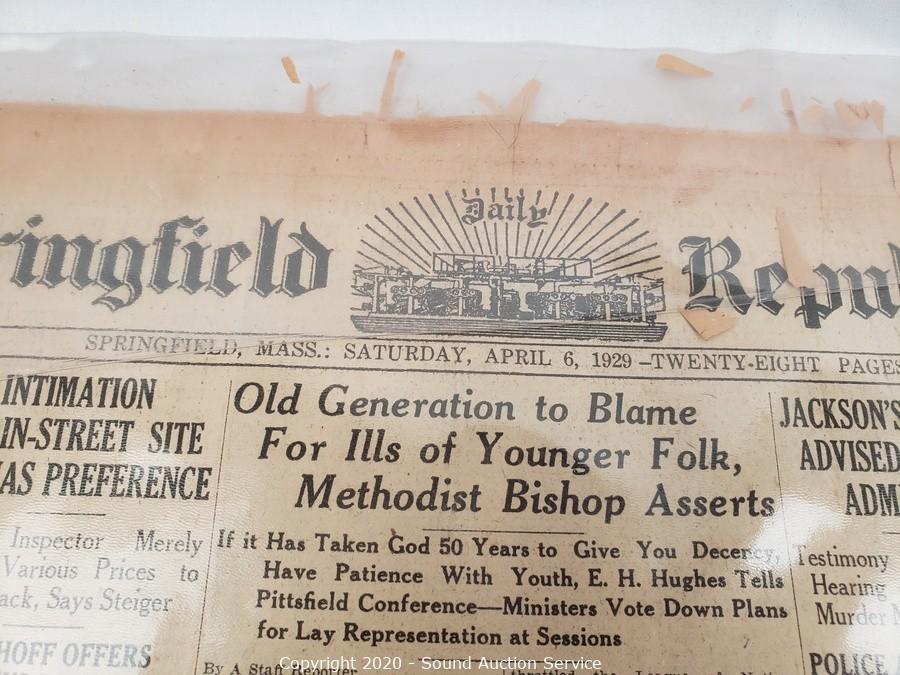 Daily
ringfield Repu
SPRINGFIELD, MASS.: SATURDAY, APRIL 6, 1929—TWENTY-EIGHT PAGES
INTIMATION
IN-STREET SITE
AS PREFERENCE
Inspector Merely
Various Prices to
ack, Says Steiger
HOFF OFFERS
Old Generation to Blame
For Ills of Younger Folk,
Methodist Bishop Asserts
If it Has Taken God 50 Years to Give You Decency,
Have Patience With Youth, E. H. Hughes Tells
Pittsfield Conference—Ministers Vote Down Plans
for Lay Representation at Sessions
By A Staff Reporter
JACKSON'S
ADVISED
ADM
Testimony
Hearing
Murder
POLICE A
Copyright 2020 - Sound Auction Service